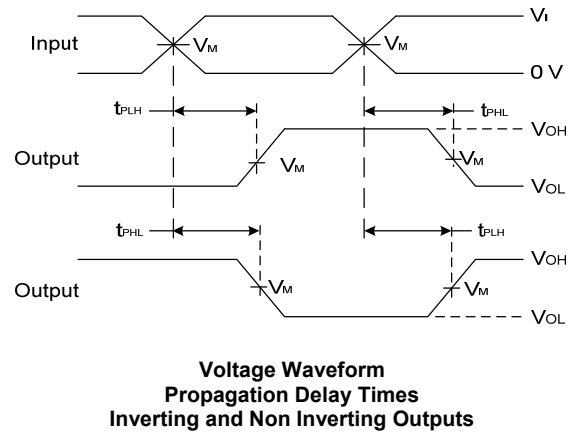 VI
Input VM VM
0 V
tPLH tPHL
VOH
Output VM VM
VOL
tPHL tPLH
VOH
Output VM VM
VOL
Voltage Waveform
Propagation Delay Times
Inverting and Non Inverting Outputs